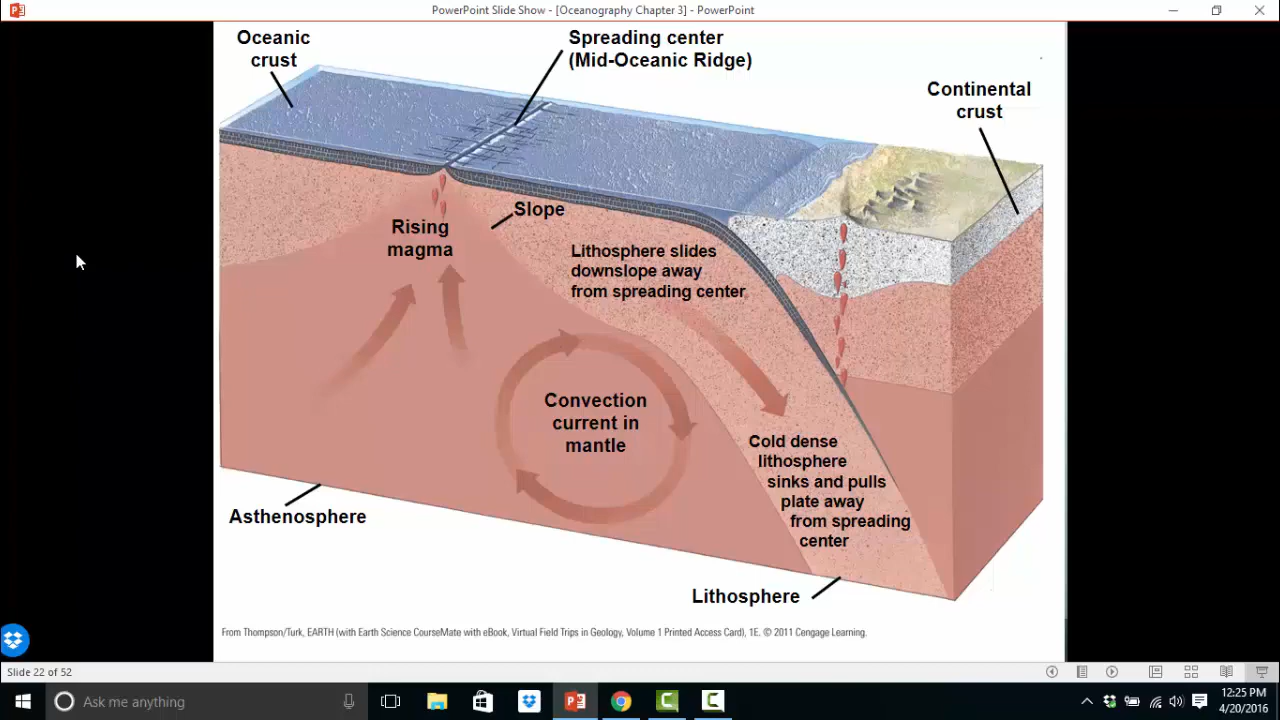 PowerPoint Slide Show - [Oceanography Chapter 3] - PowerPoint
Oceanic
crust
Spreading center
(Mid-Oceanic Ridge)
Continental
crust
Rising
magma
Slope
Lithosphere slides
downslope away
from spreading center
Convection
current in
mantle
Cold dense
lithosphere
sinks and pulls
plate away
from spreading
center
Asthenosphere
Lithosphere
From Thompson/Turk, EARTH (with Earth Science CourseMate with eBook, Virtual Field Trips in Geology, Volume 1 Printed Access Card), 1E. © 2011 Cengage Learning.
Slide 22 of 52
Ask me anything
12:25 PM
4/20/2016